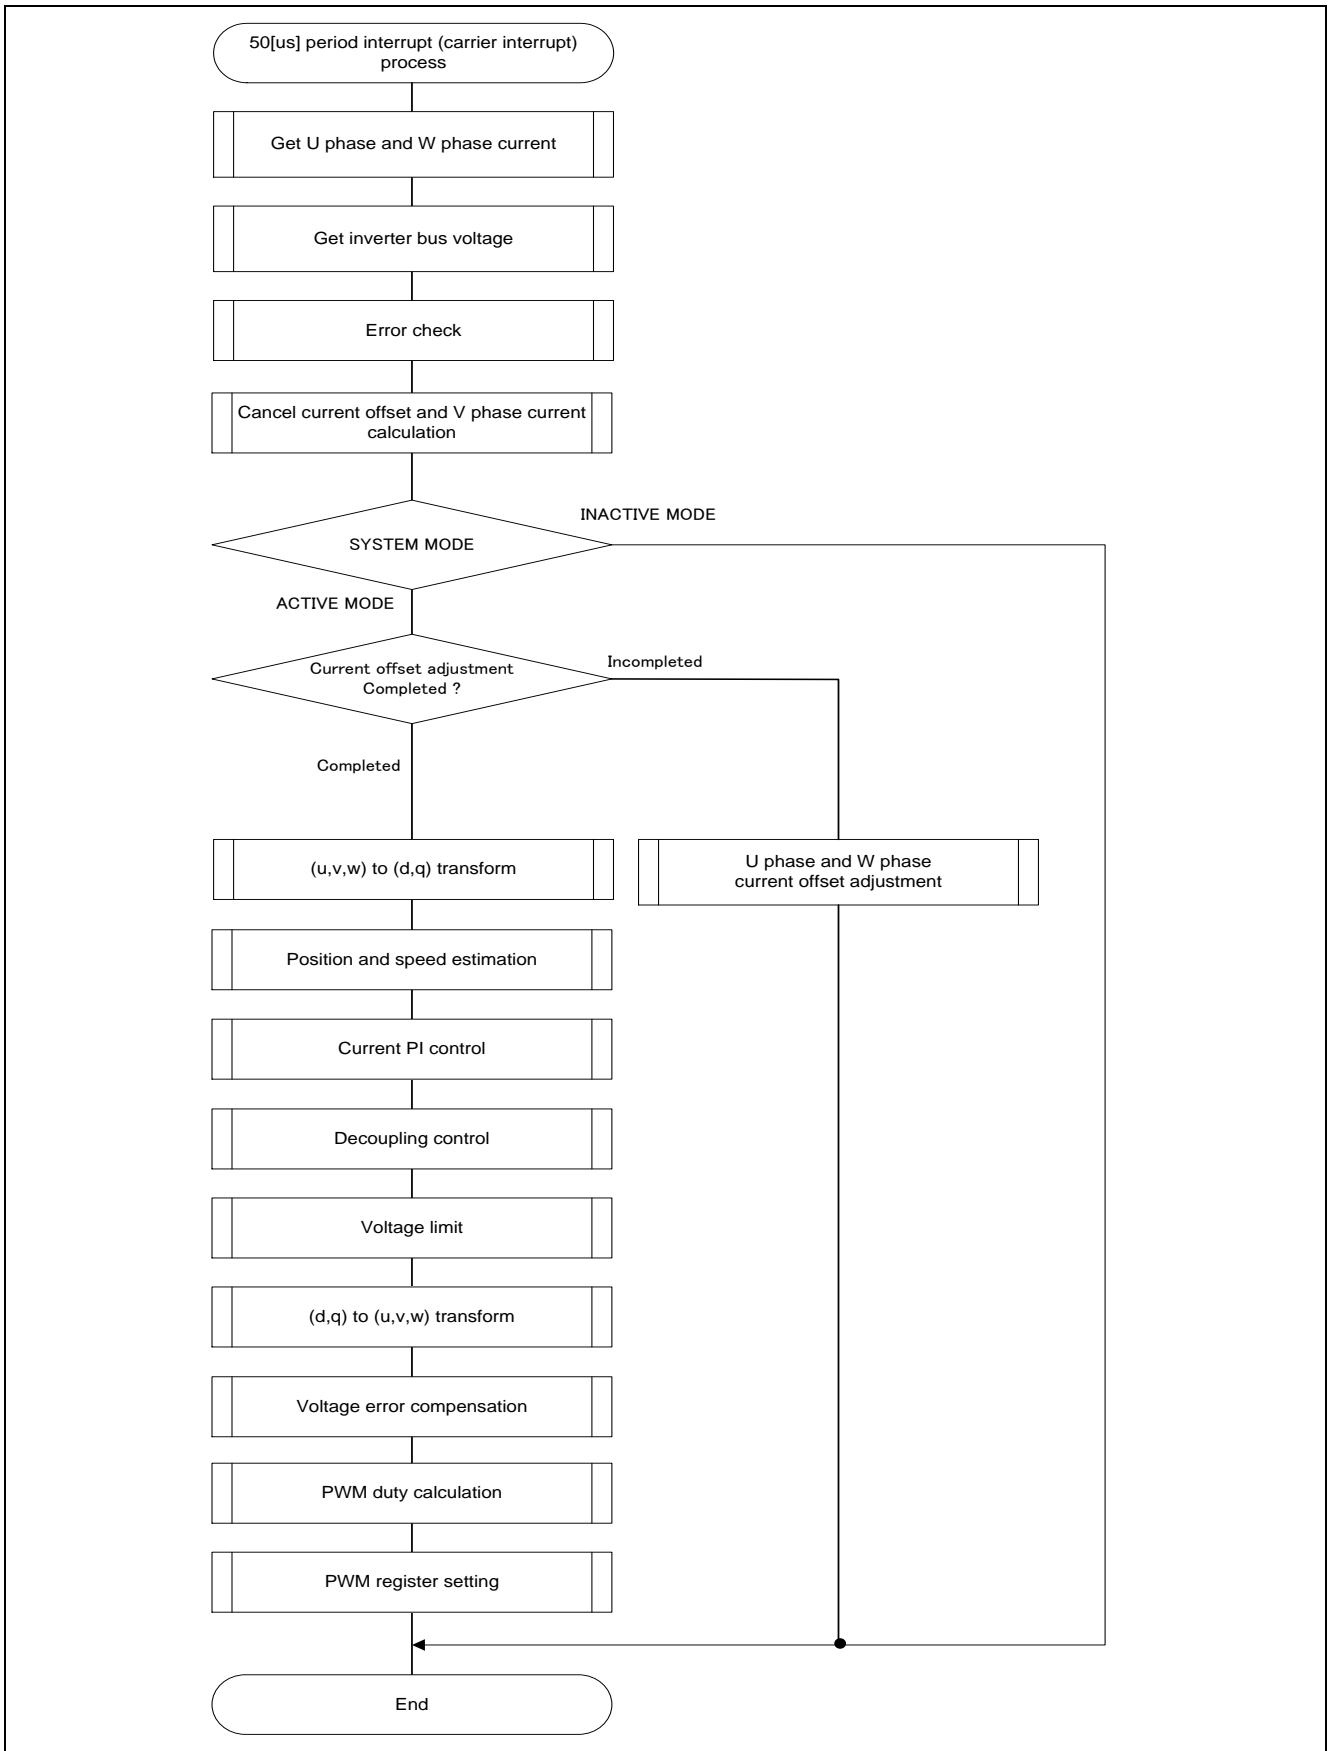 50[us] period interrupt (carrier interrupt)
process
Get U phase and W phase current
Get inverter bus voltage
Error check
Cancel current offset and V phase current
calculation
INACTIVE MODE
SYSTEM MODE
ACTIVE MODE
Current offset adjustment
Completed ?
Incompleted
Completed
(u,v,w) to (d,q) transform
U phase and W phase
current offset adjustment
Position and speed estimation
Current PI control
Decoupling control
Voltage limit
(d,q) to (u,v,w) transform
Voltage error compensation
PWM duty calculation
PWM register setting
End